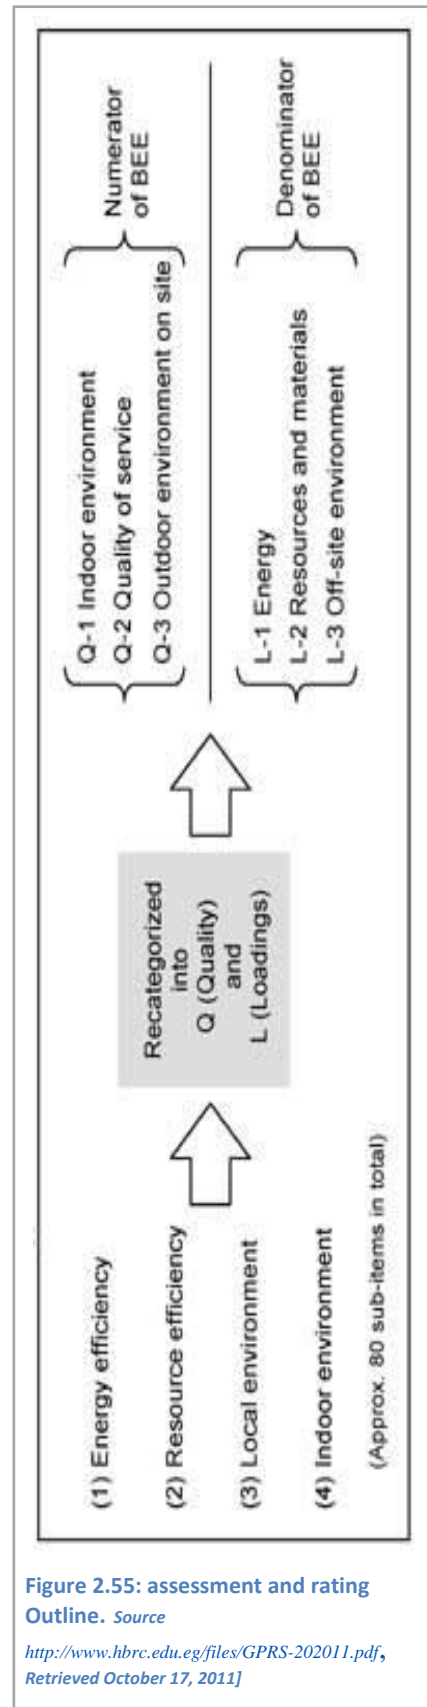 (1) Energy efficiency
(2) Resource efficiency
(3) Local environment
(4) Indoor environment
(Approx. 80 sub-items in total)
Recategorized
into
Q (Quality)
and
L (Loadings)
Q-1 Indoor environment
Q-2 Quality of service
Q-3 Outdoor environment on site
Numerator
of BEE
L-1 Energy
L-2 Resources and materials
L-3 Off-site environment
Denominator
of BEE
Figure 2.55: assessment and rating
Outline. Source
http://www.hbrc.edu.eg/files/GPRS-202011.pdf,
Retrieved October 17, 2011]